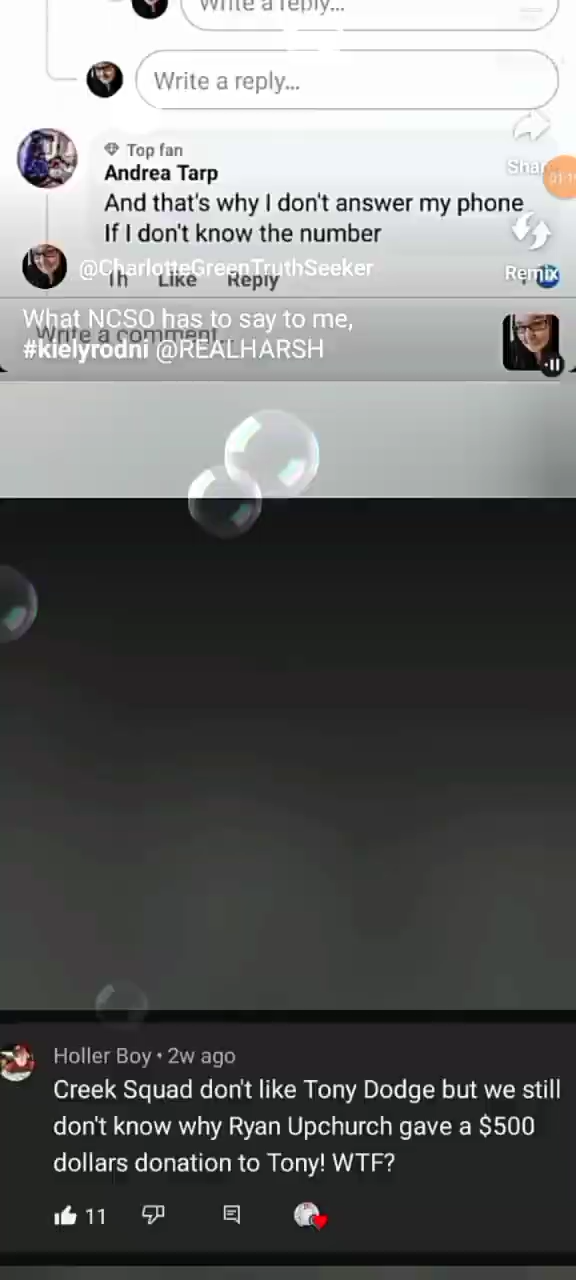 Write a reply...
Write a reply...
Top fan
Andrea Tarp
And that's why I don't answer my phone
If I don't know the number
@CharlotteGreenTruthSeeker
1h Like Reply
Write a comment...
What NCSO has to say to me,
#kielyrodni @REALHARSH
Shar
Remix
Holler Boy • 2w ago
Creek Squad don't like Tony Dodge but we still
don't know why Ryan Upchurch gave a $500
dollars donation to Tony! WTF?
11